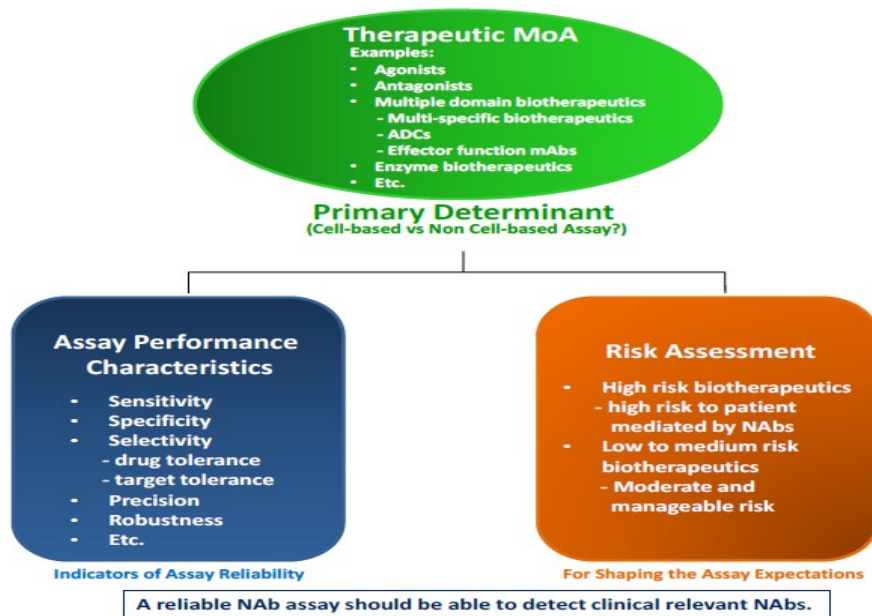 Therapeutic MoA
Examples:
• Agonists
• Antagonists
• Multiple domain biotherapeutics
- Multi-specific biotherapeutics
- ADCs
- Effector function mAbs
• Enzyme biotherapeutics
• Etc.
Primary Determinant
(Cell-based vs Non Cell-based Assay?)
Assay Performance
Characteristics
• Sensitivity
• Specificity
• Selectivity
- drug tolerance
- target tolerance
• Precision
• Robustness
• Etc.
Indicators of Assay Reliability
Risk Assessment
• High risk biotherapeutics
- high risk to patient
mediated by NAbs
• Low to medium risk
biotherapeutics
- Moderate and
manageable risk
For Shaping the Assay Expectations
A reliable NAb assay should be able to detect clinical relevant NAbs.